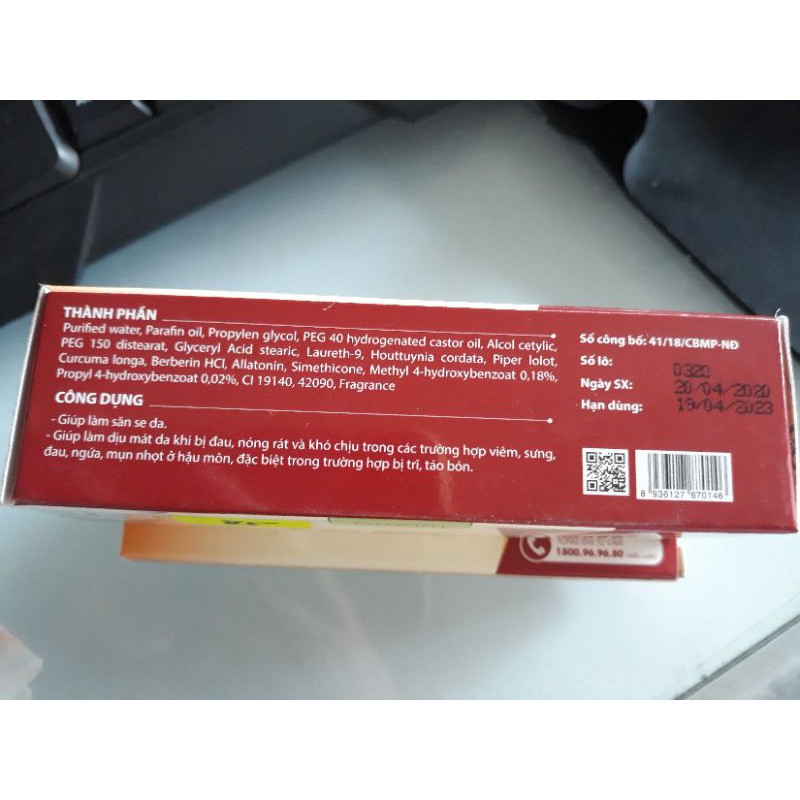 THÀNH PHẦN
Purified water, Parafin oil, Propylen glycol, PEG 40 hydrogenated castor oil, Alcol cetylic,
PEG 150 distearat, Glyceryl Acid stearic, Laureth-9, Houttuynia cordata, Piper lolot,
Curcuma longa, Berberin HCl, Allatonin, Simethicone, Methyl 4-hydroxybenzoat 0,18%,
Propyl 4-hydroxybenzoat 0,02%, CI 19140, 42090, Fragrance
CÔNG DỤNG
- Giúp làm săn se da.
- Giúp làm dịu mát da khi bị đau, nóng rát và khó chịu trong các trường hợp viêm, sưng,
đau, ngứa, mụn nhọt ở hậu môn, đặc biệt trong trường hợp bị trĩ, táo bón.
Số công bố: 41/18/CBMP-NĐ
Số lô: 0320
Ngày SX: 20/04/2020
Hạn dùng: 19/04/2023
8 936127 870146
1800.96.96.80